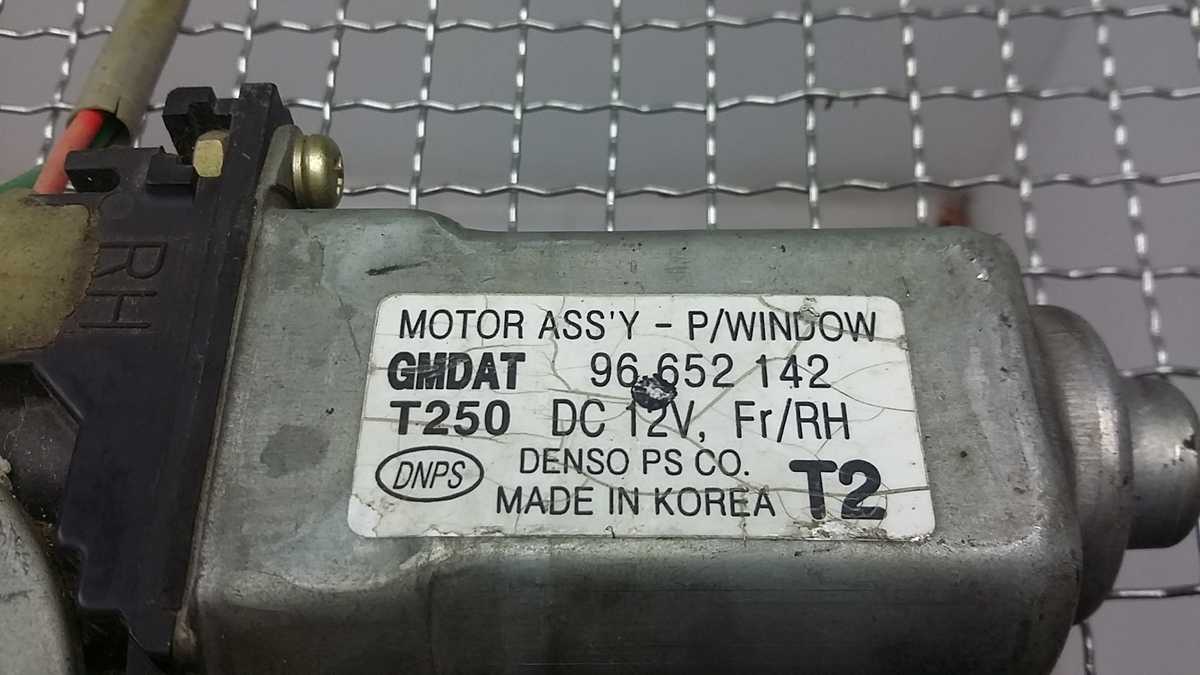 RH
MOTOR ASS'Y - P/WINDOW
GMDAT 96 652 142
T250 DC 12V, Fr/RH
DNPS DENSO PS CO.
MADE IN KOREA T2